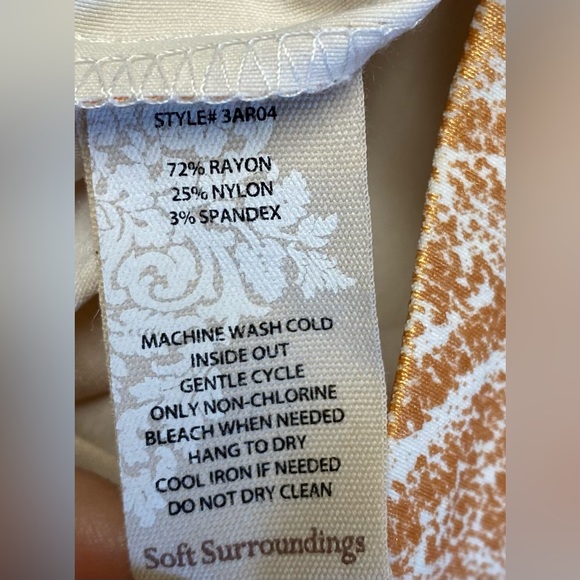 STYLE# 3AR04
72% RAYON
25% NYLON
3% SPANDEX
MACHINE WASH COLD
INSIDE OUT
GENTLE CYCLE
ONLY NON-CHLORINE
BLEACH WHEN NEEDED
HANG TO DRY
COOL IRON IF NEEDED
DO NOT DRY CLEAN
Soft Surroundings